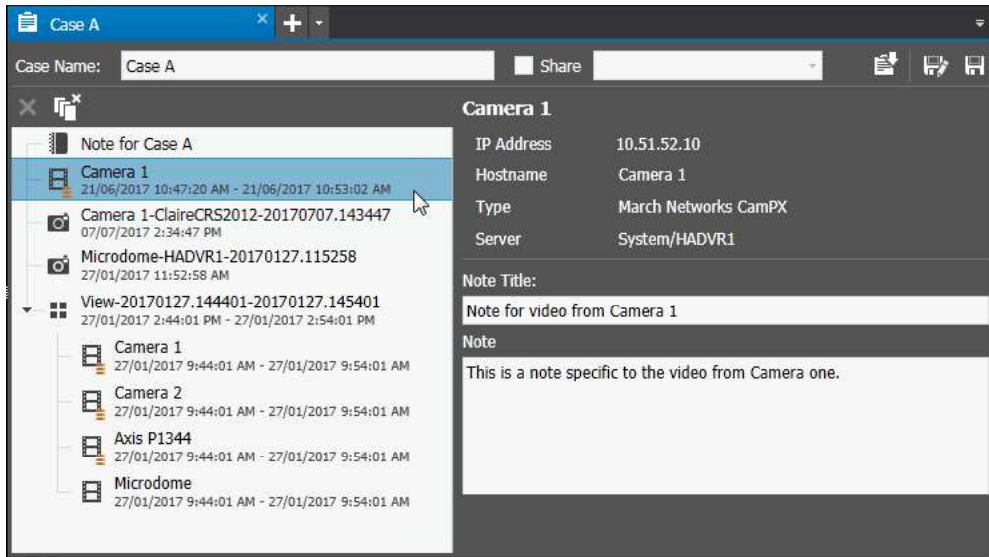 Case A
Case Name: Case A Share
Note for Case A
Camera 1
21/06/2017 10:47:20 AM - 21/06/2017 10:53:02 AM
Camera 1-ClaireCRS2012-20170707.143447
07/07/2017 2:34:47 PM
Microdome-HADVR1-20170127.115258
27/01/2017 11:52:58 AM
View-20170127.144401-20170127.145401
27/01/2017 2:44:01 PM - 27/01/2017 2:54:01 PM
Camera 1
27/01/2017 9:44:01 AM - 27/01/2017 9:54:01 AM
Camera 2
27/01/2017 9:44:01 AM - 27/01/2017 9:54:01 AM
Axis P1344
27/01/2017 9:44:01 AM - 27/01/2017 9:54:01 AM
Microdome
27/01/2017 9:44:01 AM - 27/01/2017 9:54:01 AM
Camera 1
IP Address 10.51.52.10
Hostname Camera 1
Type March Networks CamPX
Server System/HADVR1
Note Title:
Note for video from Camera 1
Note
This is a note specific to the video from Camera one.